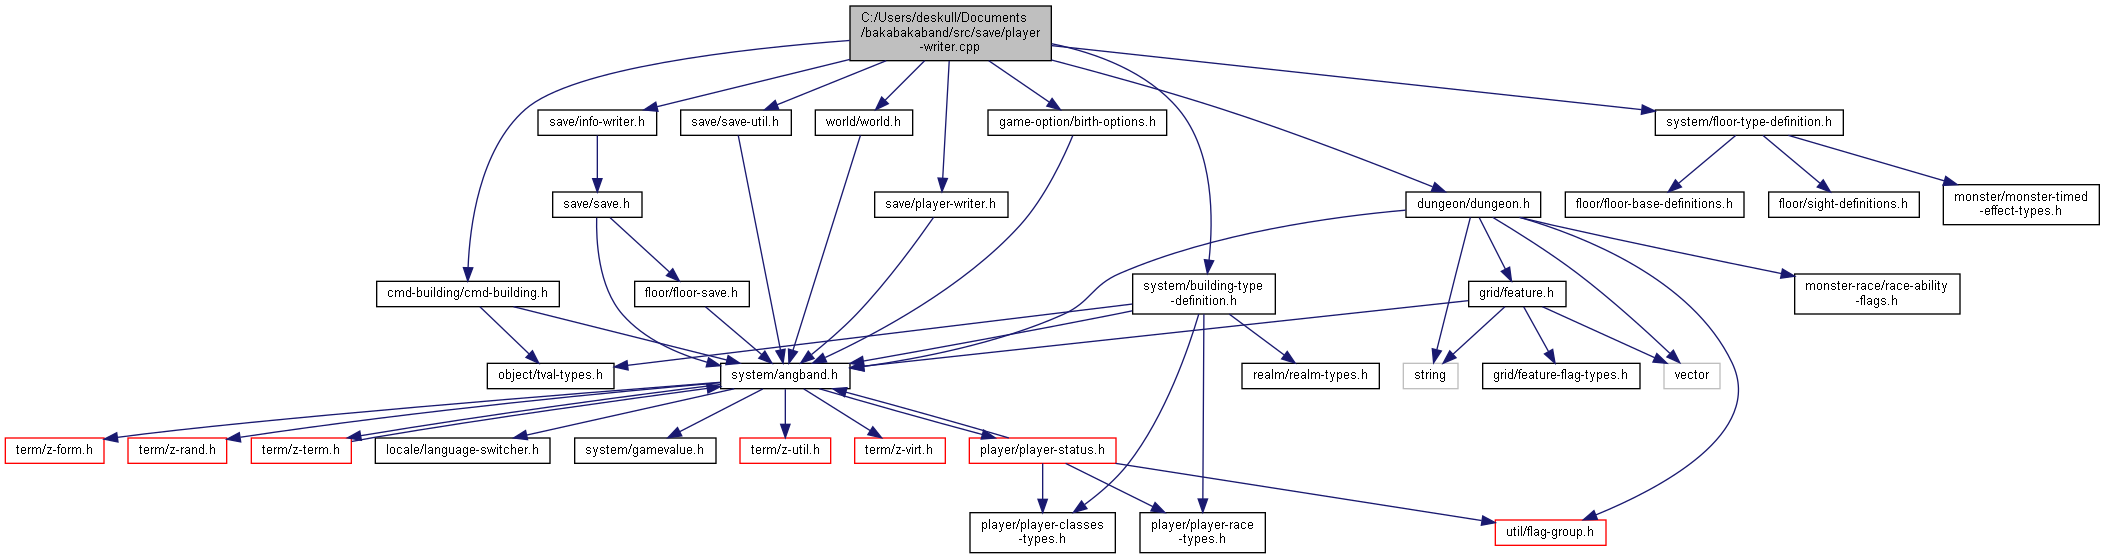 C:/Users/deskull/Documents
/bakabakaband/src/save/player
-writer.cpp
save/info-writer.h
save/save-util.h
world/world.h
game-option/birth-options.h
system/floor-type-definition.h
save/save.h
save/player-writer.h
dungeon/dungeon.h
floor/floor-base-definitions.h
floor/sight-definitions.h
monster/monster-timed
-effect-types.h
cmd-building/cmd-building.h
floor/floor-save.h
system/building-type
-definition.h
grid/feature.h
monster-race/race-ability
-flags.h
object/tval-types.h
system/angband.h
realm/realm-types.h
string
grid/feature-flag-types.h
vector
term/z-form.h
term/z-rand.h
term/z-term.h
locale/language-switcher.h
system/gamevalue.h
term/z-util.h
term/z-virt.h
player/player-status.h
player/player-classes
-types.h
player/player-race
-types.h
util/flag-group.h